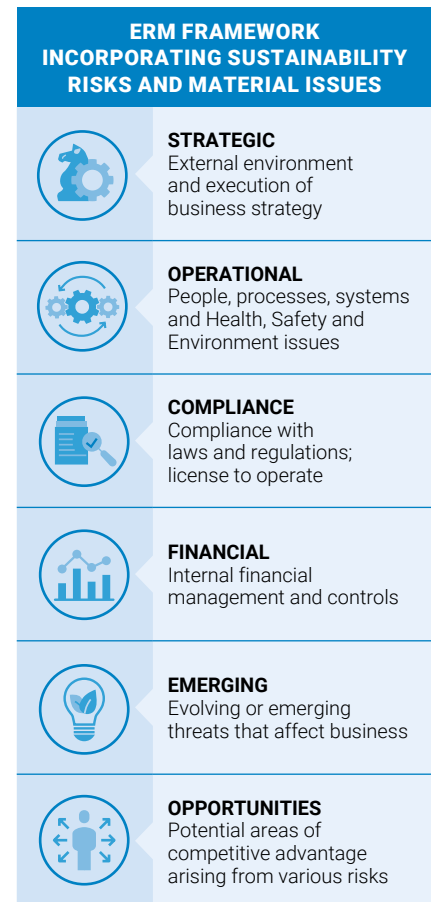 ERM FRAMEWORK
INCORPORATING SUSTAINABILITY
RISKS AND MATERIAL ISSUES
STRATEGIC
External environment
and execution of
business strategy
OPERATIONAL
People, processes, systems
and Health, Safety and
Environment issues
COMPLIANCE
Compliance with
laws and regulations;
license to operate
FINANCIAL
Internal financial
management and controls
EMERGING
Evolving or emerging
threats that affect business
OPPORTUNITIES
Potential areas of
competitive advantage
arising from various risks